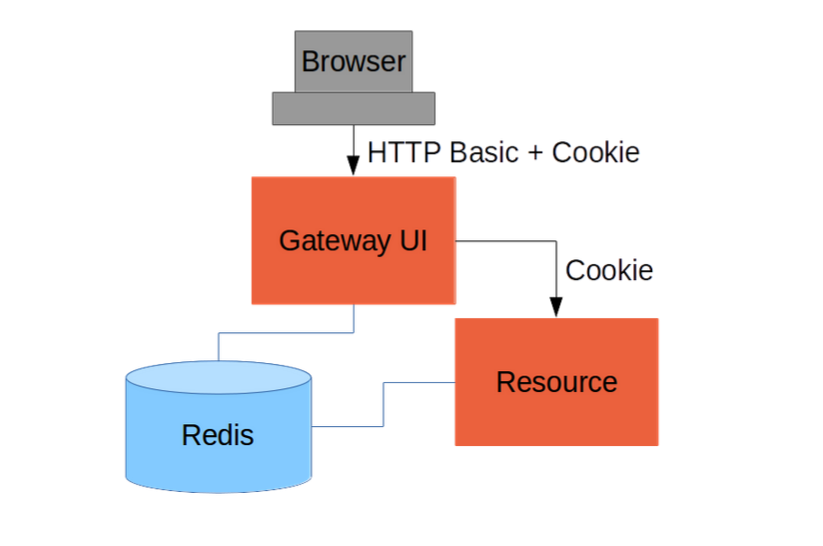 Browser
HTTP Basic + Cookie
Gateway UI
Cookie
Resource
Redis